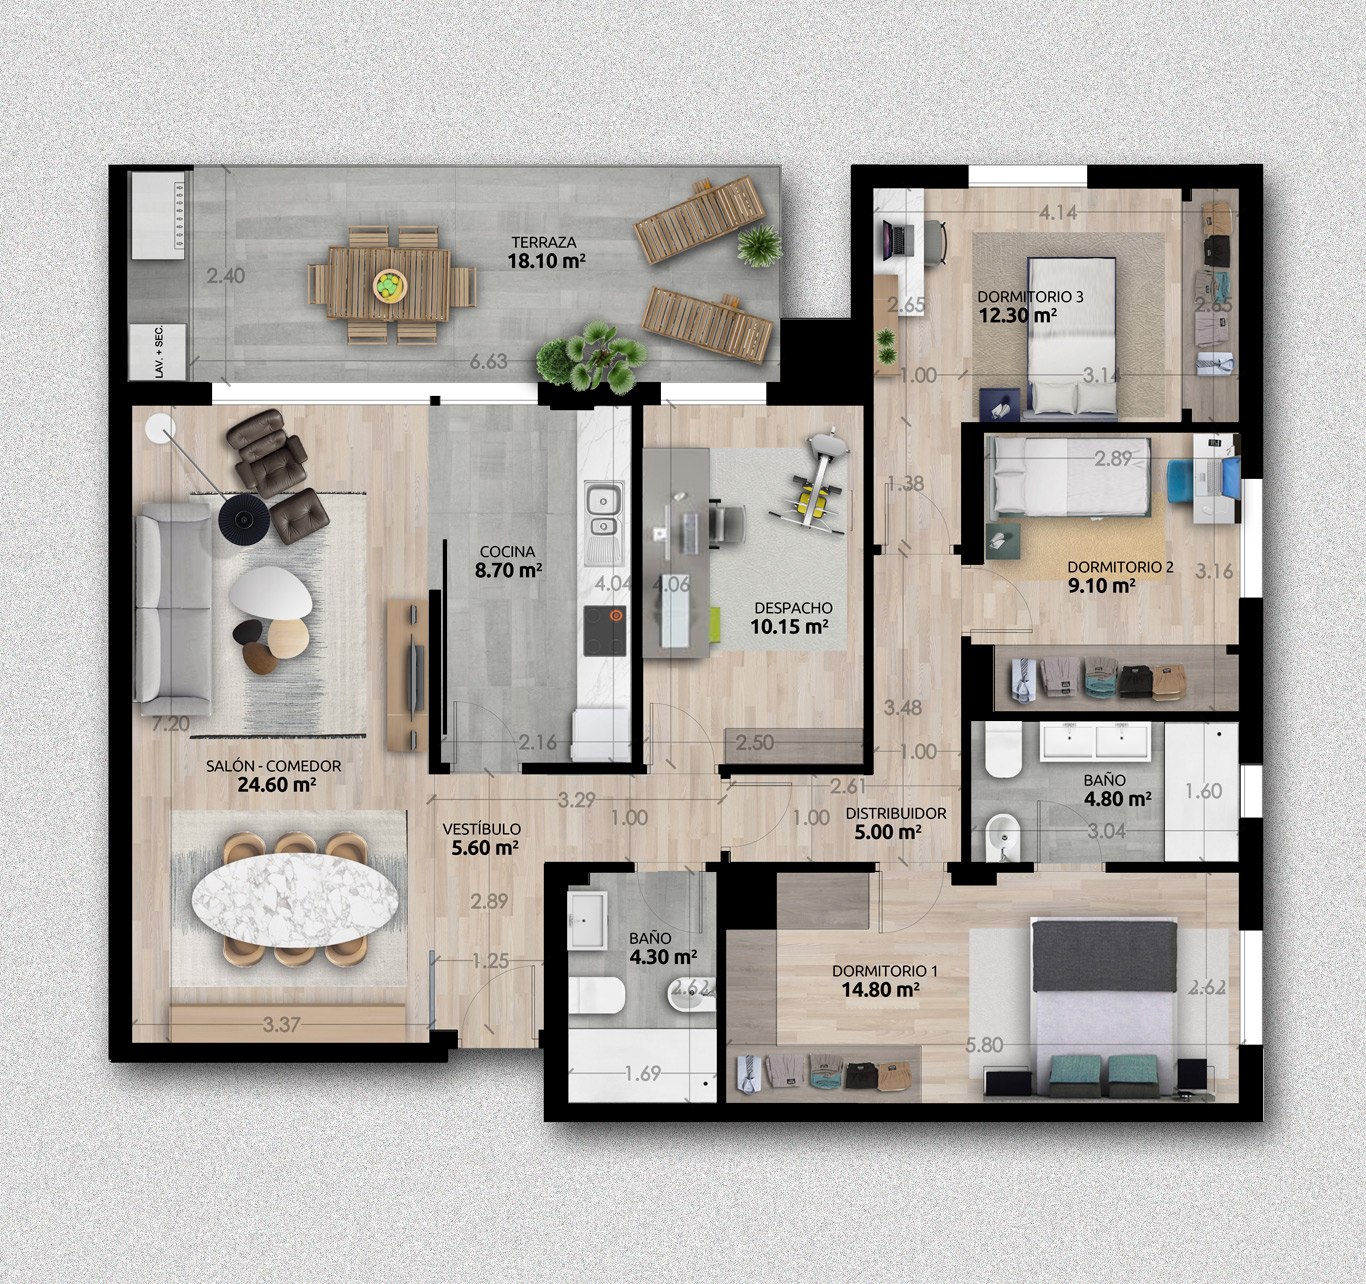 TERRAZA
18.10 m²
2.40
6.63
LAV. + SEC.
4.14
DORMITORIO 3
12.30 m²
2.65
2.65
1.00
3.14
2.89
1.38
DORMITORIO 2
9.10 m²
3.16
COCINA
8.70 m²
4.04
4.06
DESPACHO
10.15 m²
7.20
2.16
2.50
3.48
1.00
SALÓN - COMEDOR
24.60 m²
BAÑO
4.80 m²
1.60
3.04
3.29
1.00
2.61
1.00
DISTRIBUIDOR
5.00 m²
VESTÍBULO
5.60 m²
2.89
1.25
BAÑO
4.30 m²
2.62
DORMITORIO 1
14.80 m²
2.62
3.37
5.80
1.69